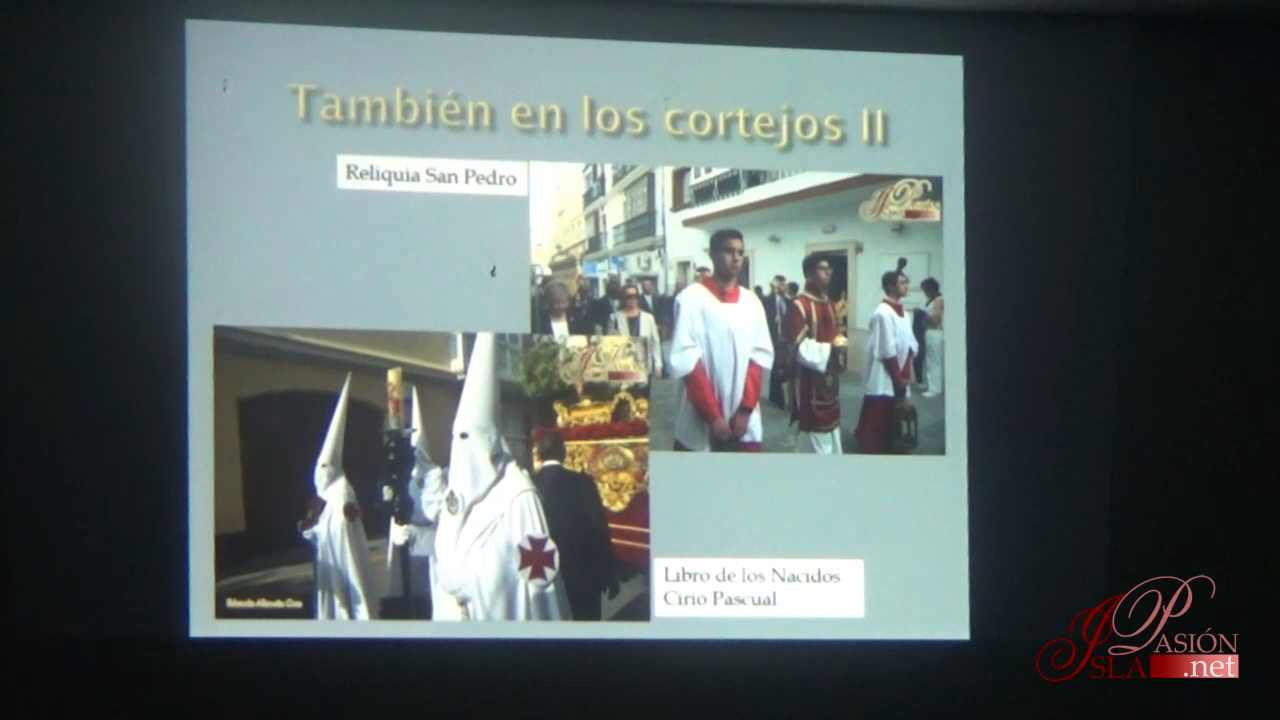 También en los cortejos II
Reliquia San Pedro
Libro de los Nacidos
Cirio Pascual
PASIÓN
ISLA .net